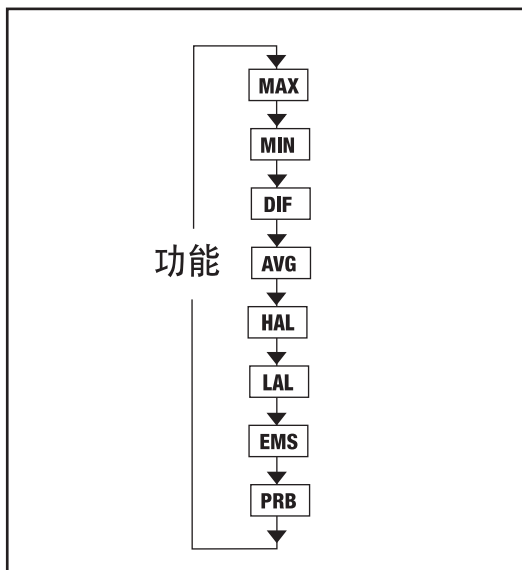 MAX
MIN
DIF
功能
AVG
HAL
LAL
EMS
PRB